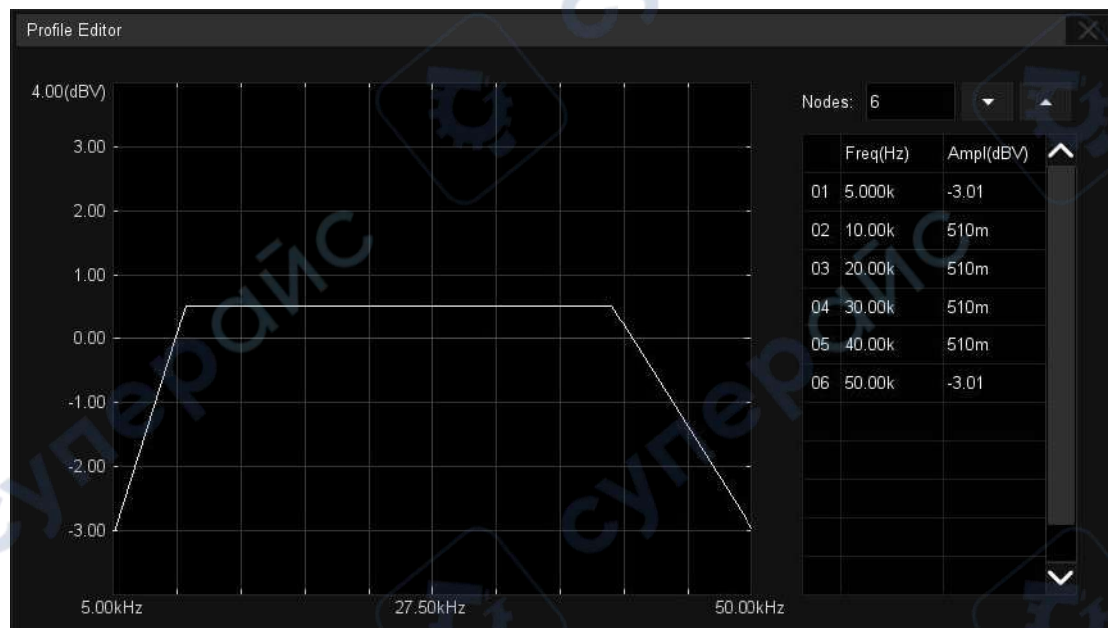 Profile Editor
4.00(dBV)
3.00
2.00
1.00
0.00
-1.00
-2.00
-3.00
5.00kHz
27.50kHz
50.00kHz
Nodes: 6
Freq(Hz) Ampl(dBV)
01 5.000k -3.01
02 10.00k 510m
03 20.00k 510m
04 30.00k 510m
05 40.00k 510m
06 50.00k -3.01
суперайс
суперайс